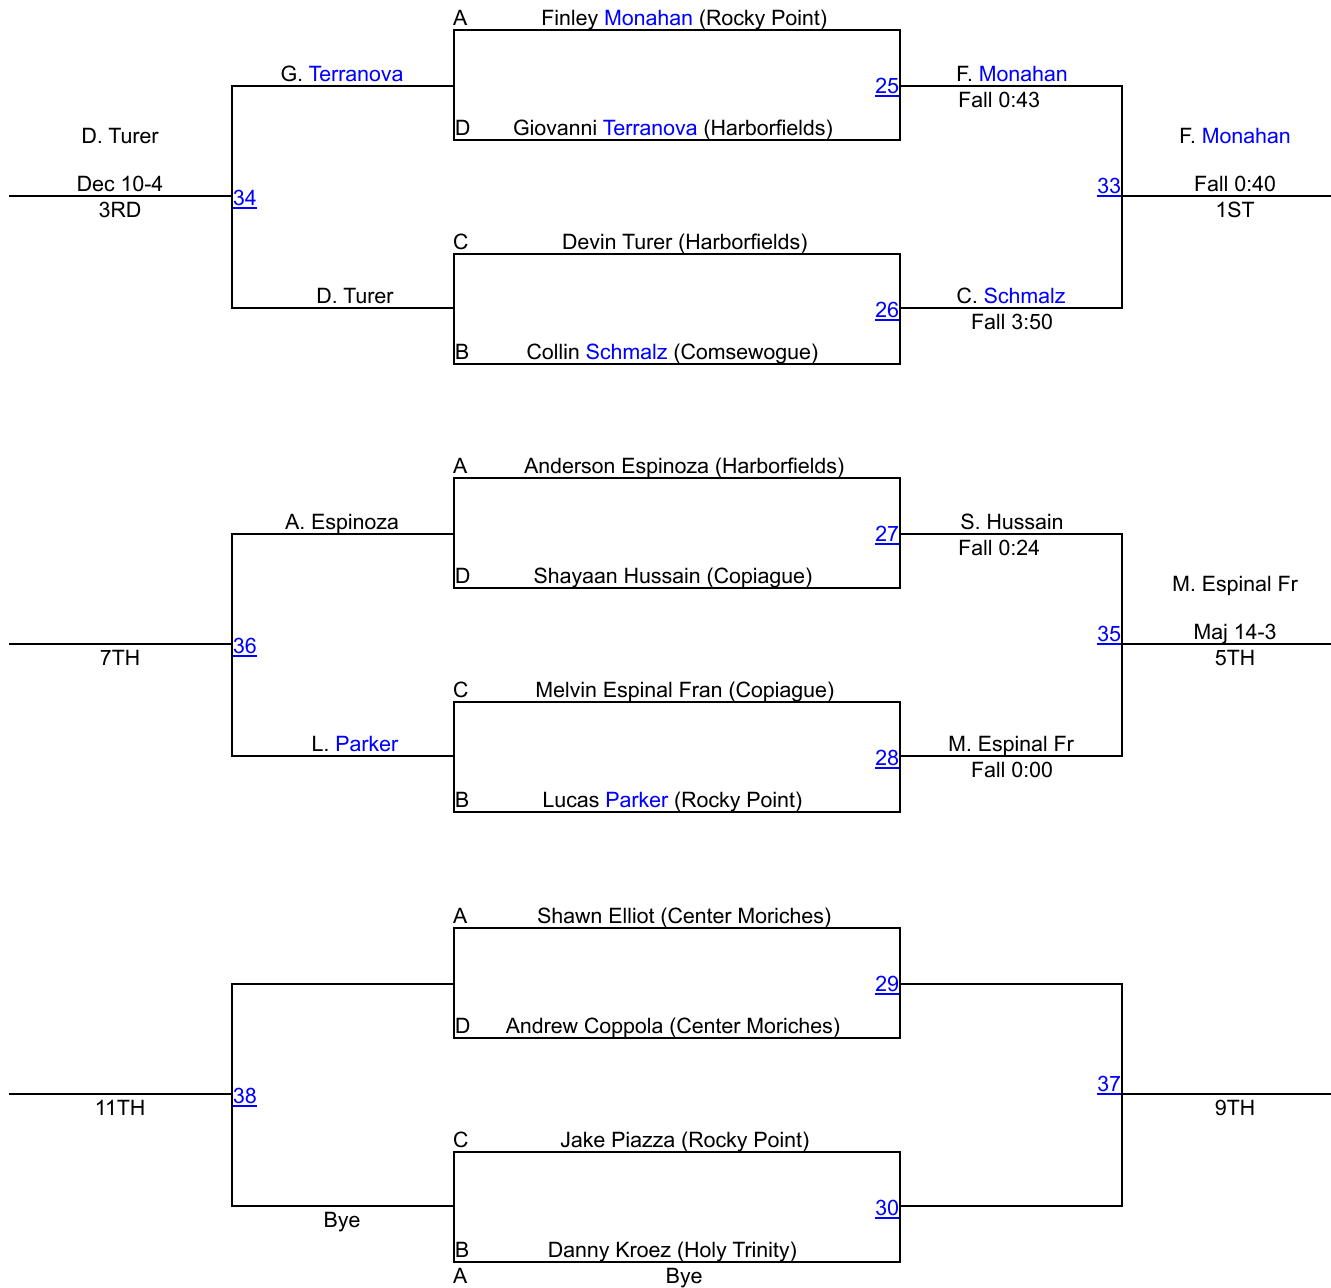 A Finley Monahan (Rocky Point)
G. Terranova
F. Monahan
25
Fall 0:43
D Giovanni Terranova (Harborfields)
D. Turer
F. Monahan
Dec 10-4
34
33
Fall 0:40
3RD
1ST
C Devin Turer (Harborfields)
D. Turer
C. Schmalz
26
Fall 3:50
B Collin Schmalz (Comsewogue)
A Anderson Espinoza (Harborfields)
A. Espinoza
S. Hussain
27
Fall 0:24
D Shayaan Hussain (Copiague)
M. Espinal Fr
36
35
Maj 14-3
7TH
5TH
C Melvin Espinal Fran (Copiague)
L. Parker
M. Espinal Fr
28
Fall 0:00
B Lucas Parker (Rocky Point)
A Shawn Elliot (Center Moriches)
29
D Andrew Coppola (Center Moriches)
38
37
11TH
9TH
C Jake Piazza (Rocky Point)
30
Bye
B Danny Kroez (Holy Trinity)
A Bye